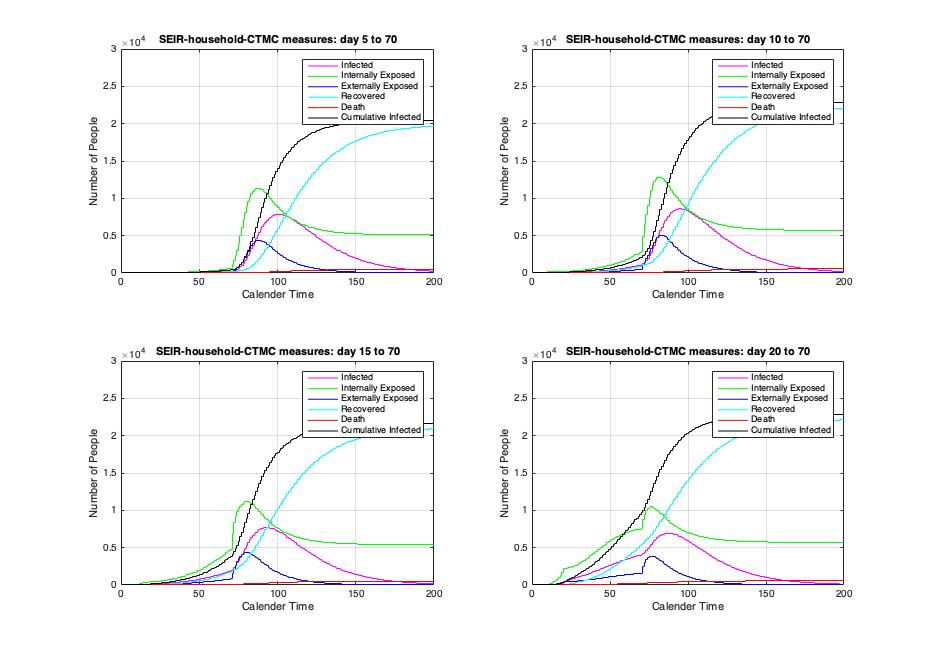 SEIR-household-CTMC measures: day 5 to 70
×10^4
3
2.5
2
1.5
1
0.5
0
Number of People
Infected
Internally Exposed
Externally Exposed
Recovered
Death
Cumulative Infected
0 50 100 150 200
Calender Time
SEIR-household-CTMC measures: day 10 to 70
×10^4
3
2.5
2
1.5
1
0.5
0
Number of People
Infected
Internally Exposed
Externally Exposed
Recovered
Death
Cumulative Infected
0 50 100 150 200
Calender Time
SEIR-household-CTMC measures: day 15 to 70
×10^4
3
2.5
2
1.5
1
0.5
0
Number of People
Infected
Internally Exposed
Externally Exposed
Recovered
Death
Cumulative Infected
0 50 100 150 200
Calender Time
SEIR-household-CTMC measures: day 20 to 70
×10^4
3
2.5
2
1.5
1
0.5
0
Number of People
Infected
Internally Exposed
Externally Exposed
Recovered
Death
Cumulative Infected
0 50 100 150 200
Calender Time